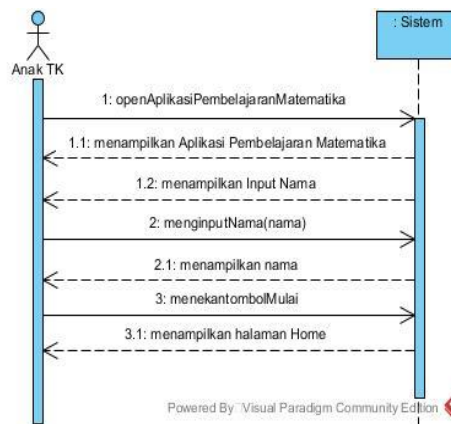 : Sistem
Anak TK
1: openAplikasiPembelajaranMatematika
1.1: menampilkan Aplikasi Pembelajaran Matematika
1.2: menampilkan Input Nama
2: menginputNama(nama)
2.1: menampilkan nama
3: menekantombolMulai
3.1: menampilkan halaman Home
Powered By Visual Paradigm Community Edition